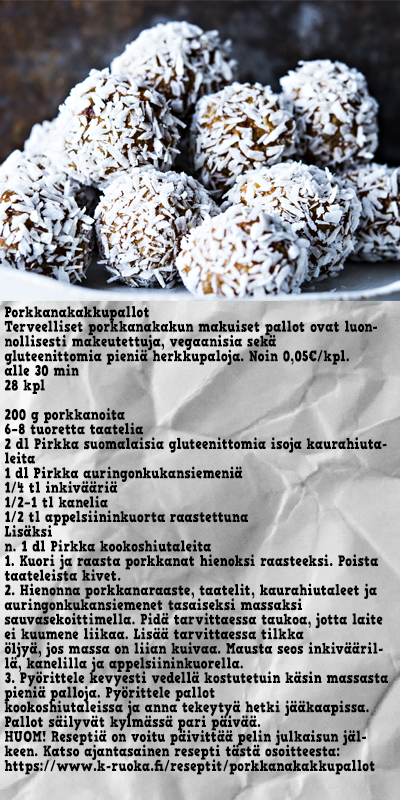 Porkkanakakkupallot
Terveelliset porkkanakakun makuiset pallot ovat luon-
nollisesti makeutettuja, vegaanisia sekä
gluteenittomia pieniä herkkupaloja. Noin 0,05€/kpl.
alle 30 min
28 kpl

200 g porkkanoita
6-8 tuoretta taatelia
2 dl Pirkka suomalaisia gluteenittomia isoja kaurahiuta-
leita
1 dl Pirkka auringonkukansiemeniä
1/4 tl inkivääriä
1/2-1 tl kanelia
1/2 tl appelsiininkuorta raastettuna
Lisäksi
n. 1 dl Pirkka kookoshiutaleita
1. Kuori ja raasta porkkanat hienoksi raasteeksi. Poista
taateleista kivet.
2. Hienonna porkkanaraaste, taatelit, kaurahiutaleet ja
auringonkukansiemenet tasaiseksi massaksi
sauvasekoittimella. Pidä tarvittaessa taukoa, jotta laite
ei kuumene liikaa. Lisää tarvittaessa tilkka
öljyä, jos massa on liian kuivaa. Mausta seos inkivääril-
lä, kanelilla ja appelsiininkuorella.
3. Pyörittele kevyesti vedellä kostutetuin käsin massasta
pieniä palloja. Pyörittele pallot
kookoshiutaleissa ja anna tekeytyä hetki jääkaapissa.
Pallot säilyvät kylmässä pari päivää.
HUOM! Reseptiä on voitu päivittää pelin julkaisun jäl-
keen. Katso ajantasainen resepti tästä osoitteesta:
https://www.k-ruoka.fi/reseptit/porkkanakakkupallot